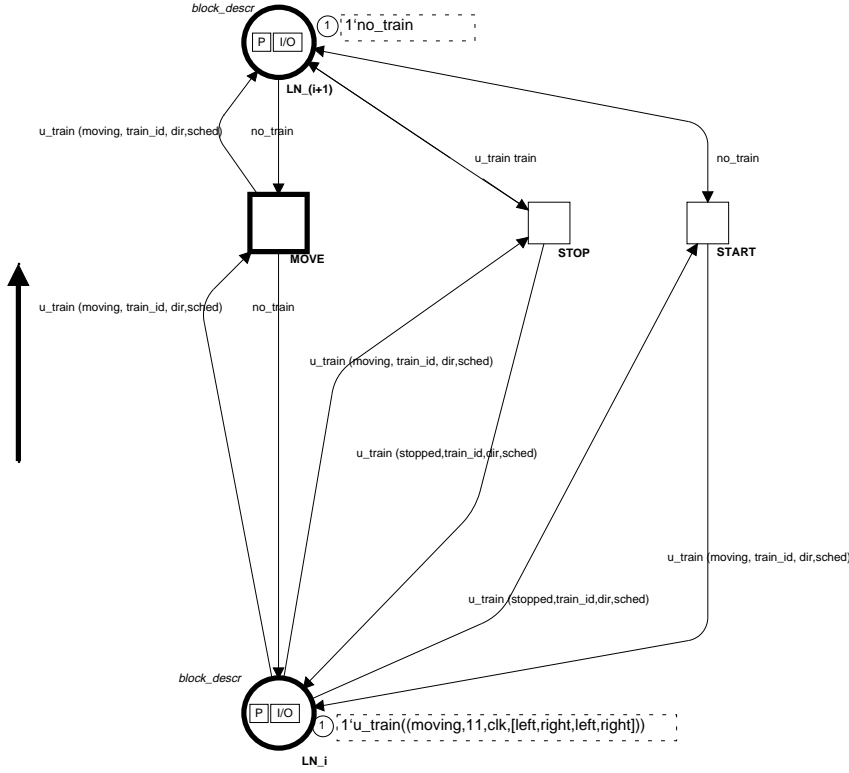 block_descr
1 1‘no_train
P I/O
LN_(i+1)
u_train (moving, train_id, dir,sched) no_train
u_train train
no_train
MOVE
STOP
START
u_train (moving, train_id, dir,sched) no_train
u_train (moving, train_id, dir,sched)
u_train (stopped,train_id,dir,sched)
u_train (moving, train_id, dir,sched)
u_train (stopped,train_id,dir,sched)
block_descr
P I/O
1 1‘u_train((moving,11,clk,[left,right,left,right]))
LN_i